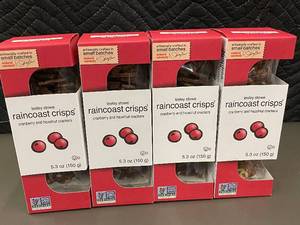 artisanally crafted in
small batches
artisanally crafted in
small batches
artisanally crafted in
small batches
artisanally crafted in
small batches
lesley stowe
raincoast crisps
cranberry and hazelnut crackers
5.3 oz (150 g)
lesley stowe
raincoast crisps
cranberry and hazelnut crackers
5.3 oz (150 g)
lesley stowe
raincoast crisps
cranberry and hazelnut crackers
5.3 oz (150 g)
lesley stowe
raincoast crisps
cranberry and hazelnut crackers
5.3 oz (150 g)